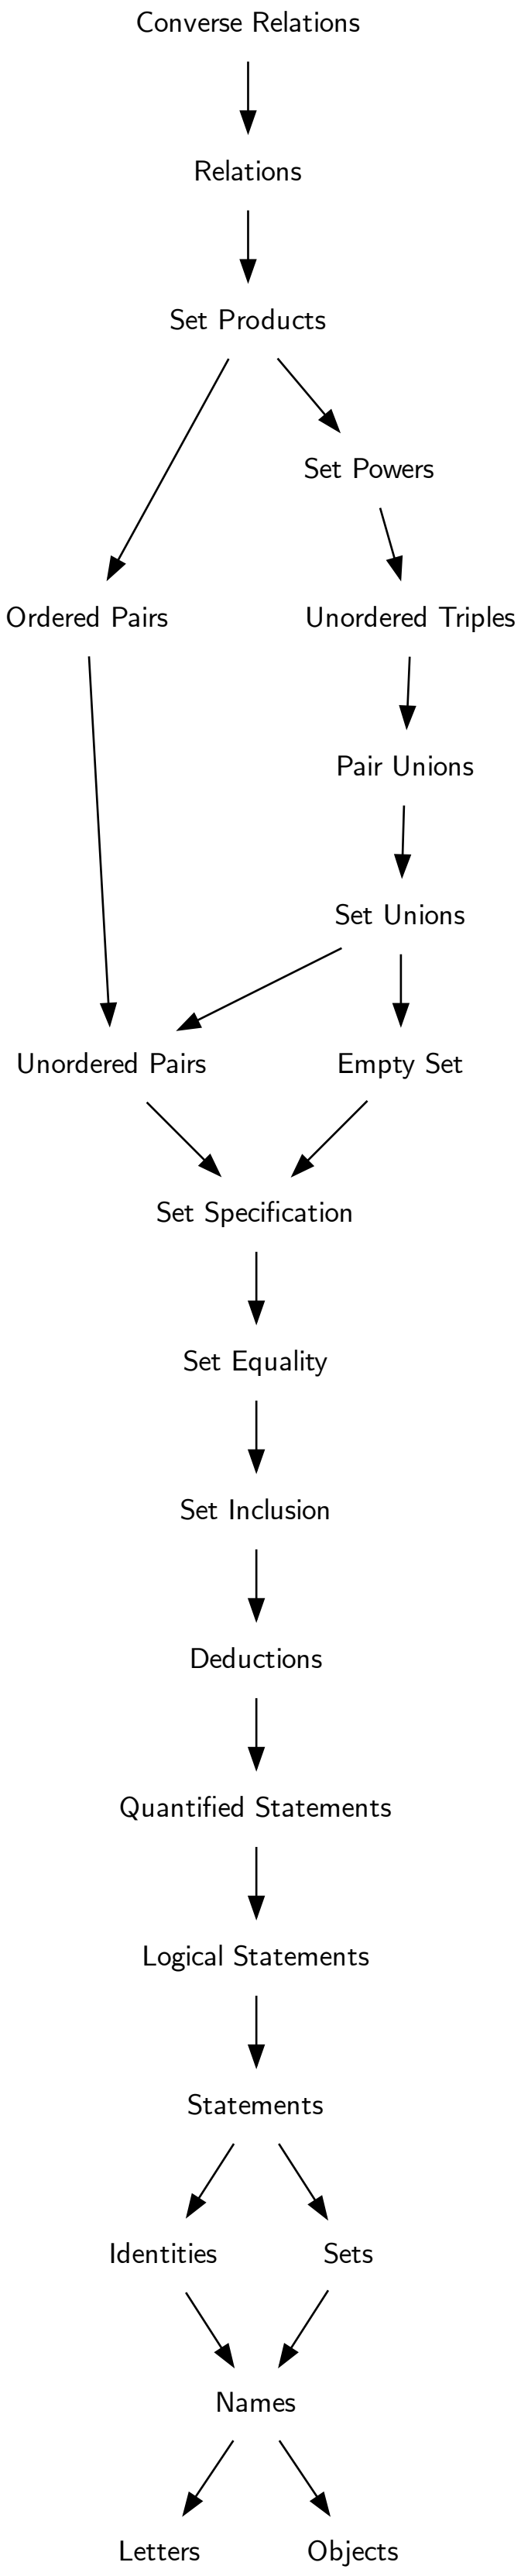 Converse Relations
Relations
Set Products
Set Powers
Ordered Pairs
Unordered Triples
Pair Unions
Set Unions
Unordered Pairs
Empty Set
Set Specification
Set Equality
Set Inclusion
Deductions
Quantified Statements
Logical Statements
Statements
Identities
Sets
Names
Letters
Objects